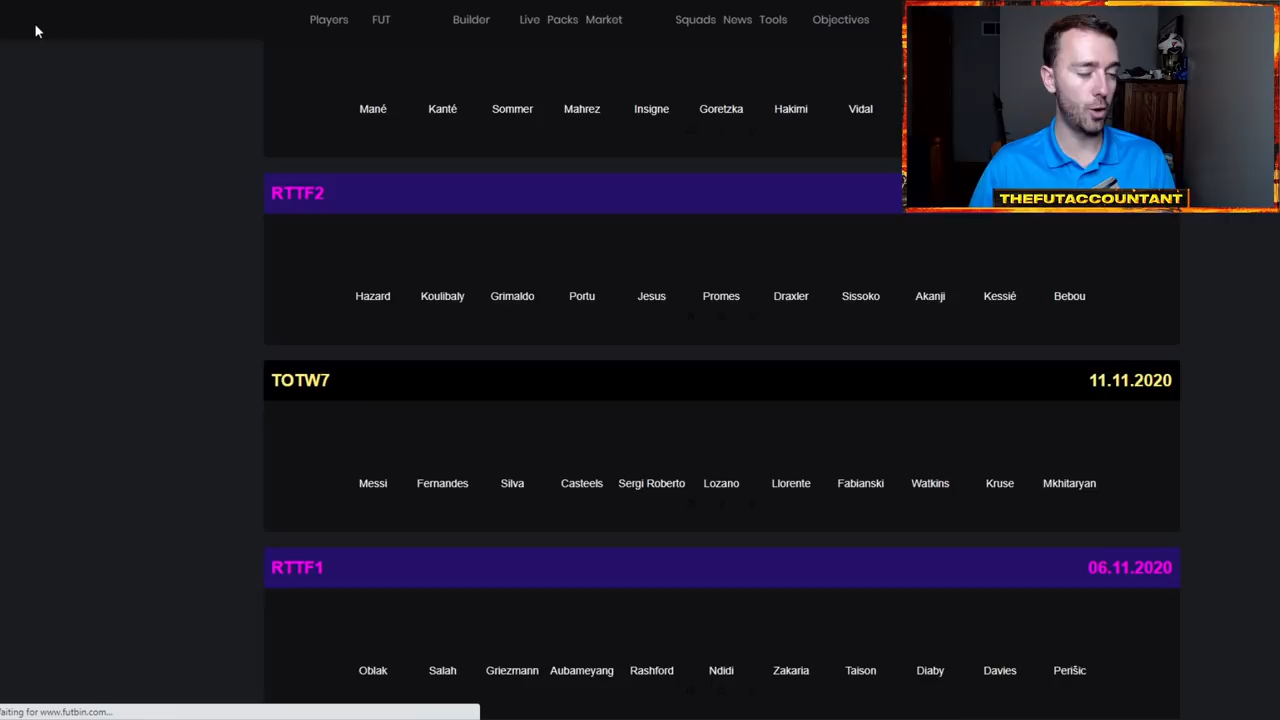 Players FUT Builder Live Packs Market Squads News Tools Objectives
Mané Kanté Sommer Mahrez Insigne Goretzka Hakimi Vidal
THEFUTACCOUNTANT
RTTF2
Hazard Koulibaly Grimaldo Portu Jesus Promes Draxler Sissoko Akanji Kessié Bebou
TOTW7 11.11.2020
Messi Fernandes Silva Casteels Sergi Roberto Lozano Llorente Fabianski Watkins Kruse Mkhitaryan
RTTF1 06.11.2020
Oblak Salah Griezmann Aubameyang Rashford Ndidi Zakaria Taison Diaby Davies Perišic
Waiting for www.futbin.com...